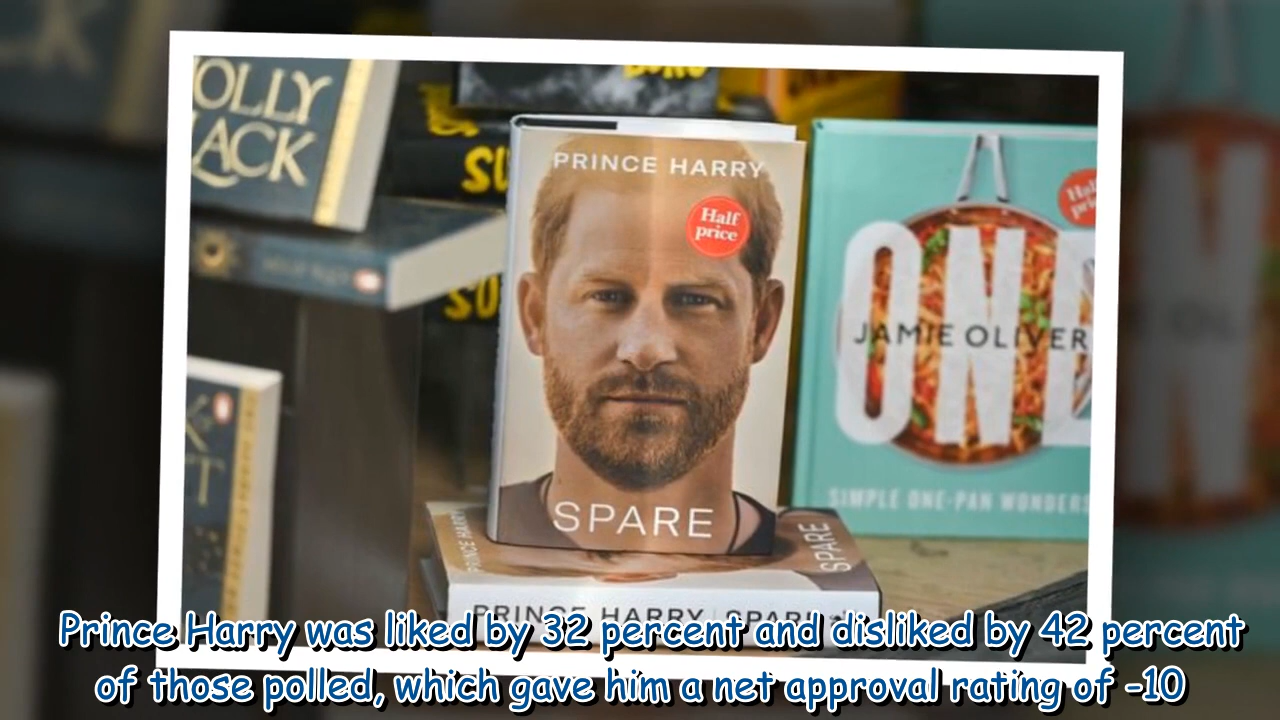 OLLY
LACK
PRINCE HARRY
Half
price
SPARE
ONE
JAMIE OLIVER
SIMPLE ONE-PAN WONDERS
PRINCE HARRY
SPARE
PRINCE HARRY SPARE
Prince Harry was liked by 32 percent and disliked by 42 percent
of those polled, which gave him a net approval rating of -10